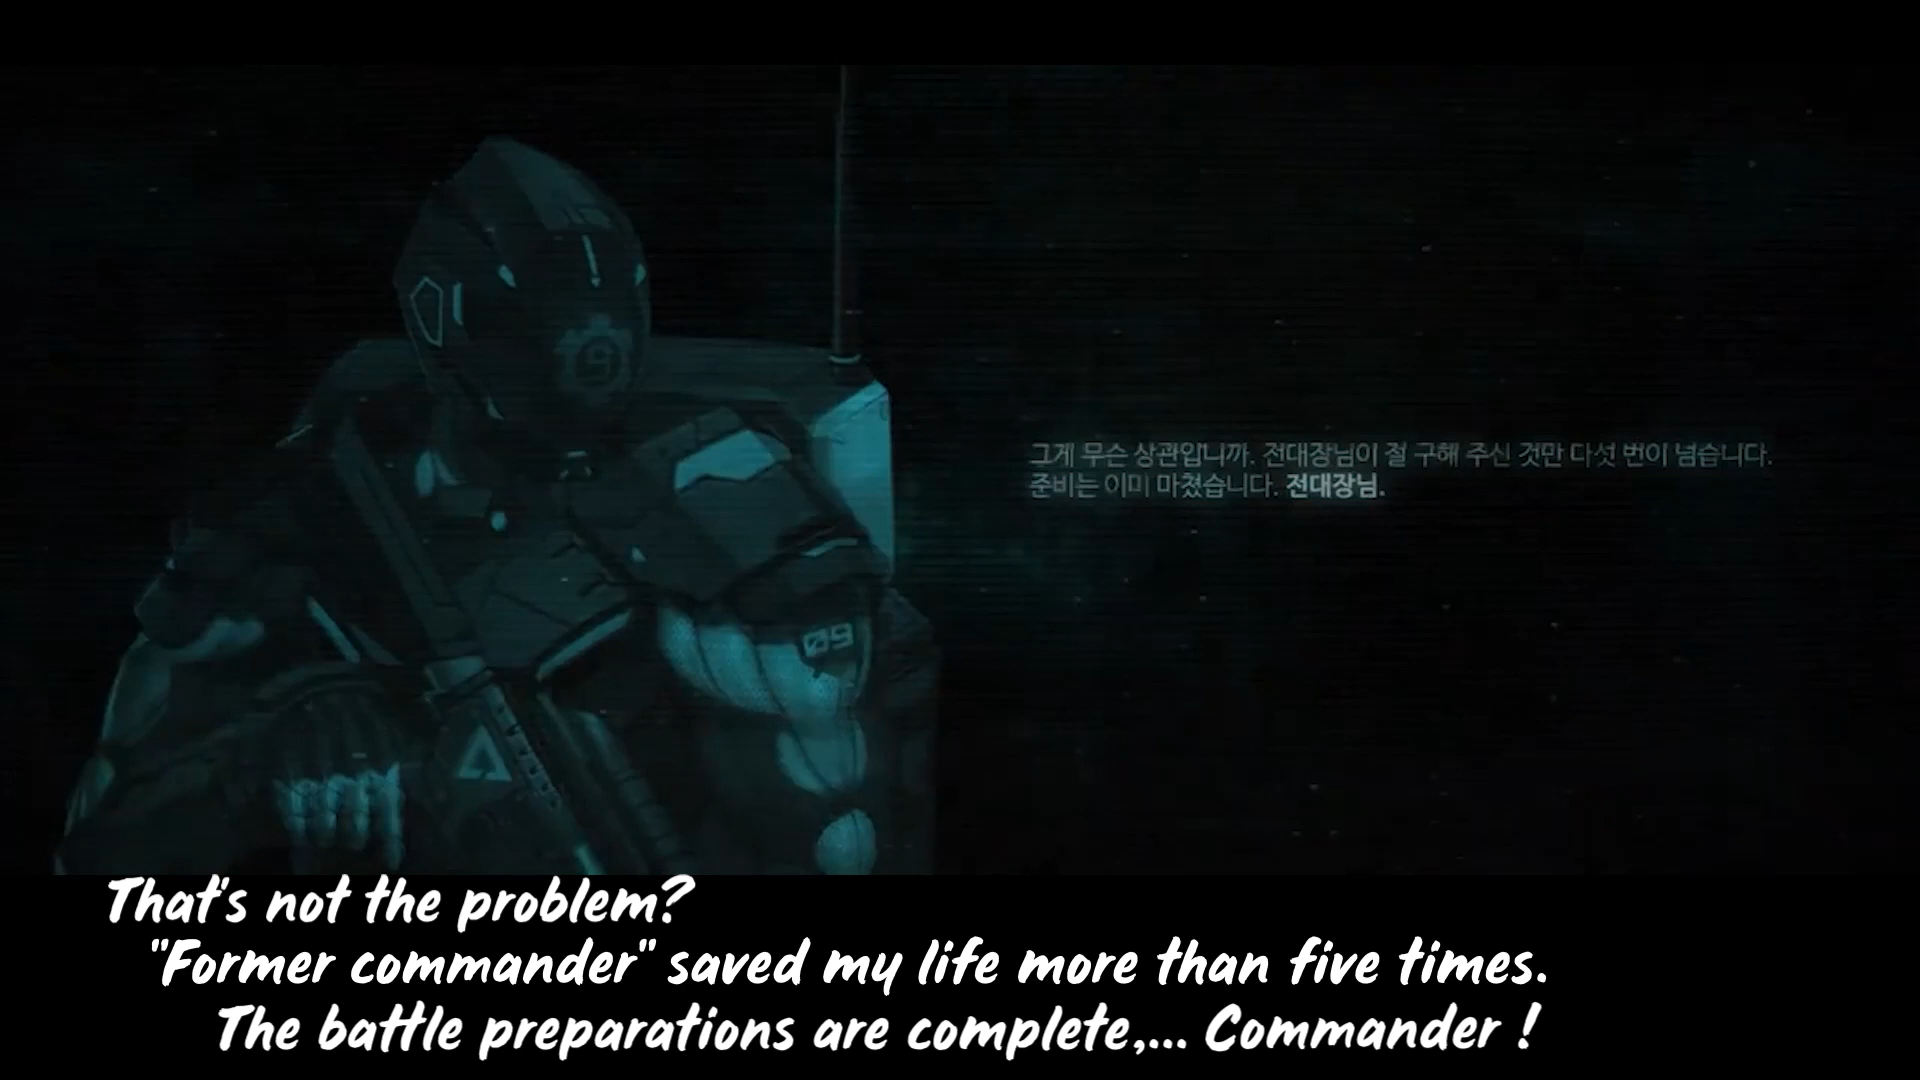 9
그게 무슨 상관입니까. 전대장님이 절 구해 주신 것만 다섯 번이 넘습니다.
준비는 이미 마쳤습니다. 전대장님.
09
That's not the problem?
"Former commander" saved my life more than five times.
The battle preparations are complete,... Commander !